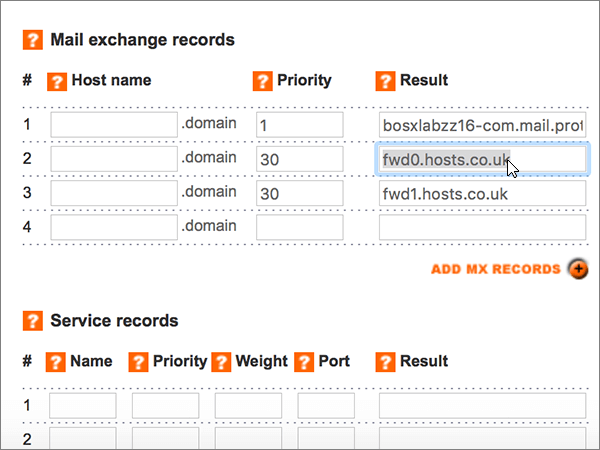 ? Mail exchange records
# ? Host name ? Priority ? Result
1 .domain 1 bosxlabzz16-com.mail.prot
2 .domain 30 fwd0.hosts.co.uk
3 .domain 30 fwd1.hosts.co.uk
4 .domain
ADD MX RECORDS +
? Service records
# ? Name ? Priority ? Weight ? Port ? Result
1
2